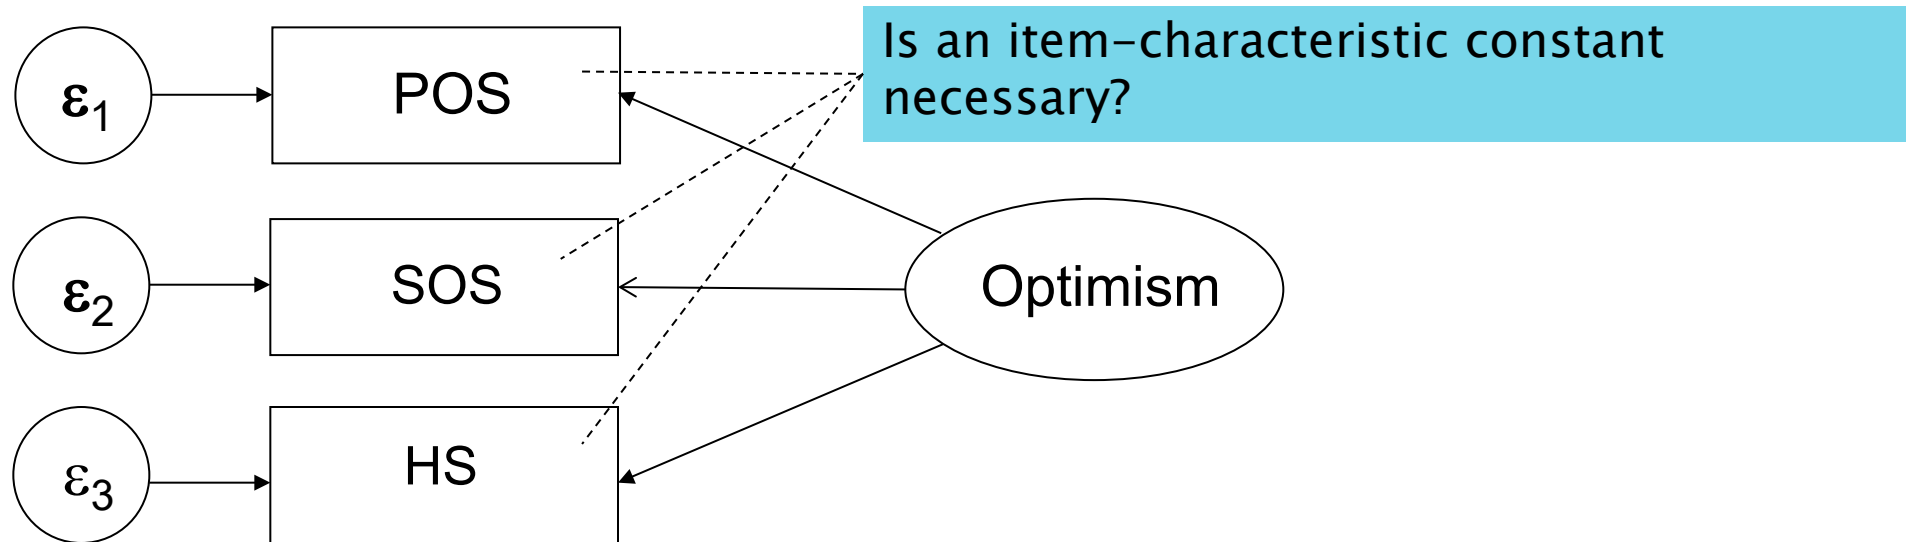 Is an item-characteristic constant
necessary?
ε1
POS
ε2
SOS
Optimism
ε3
HS